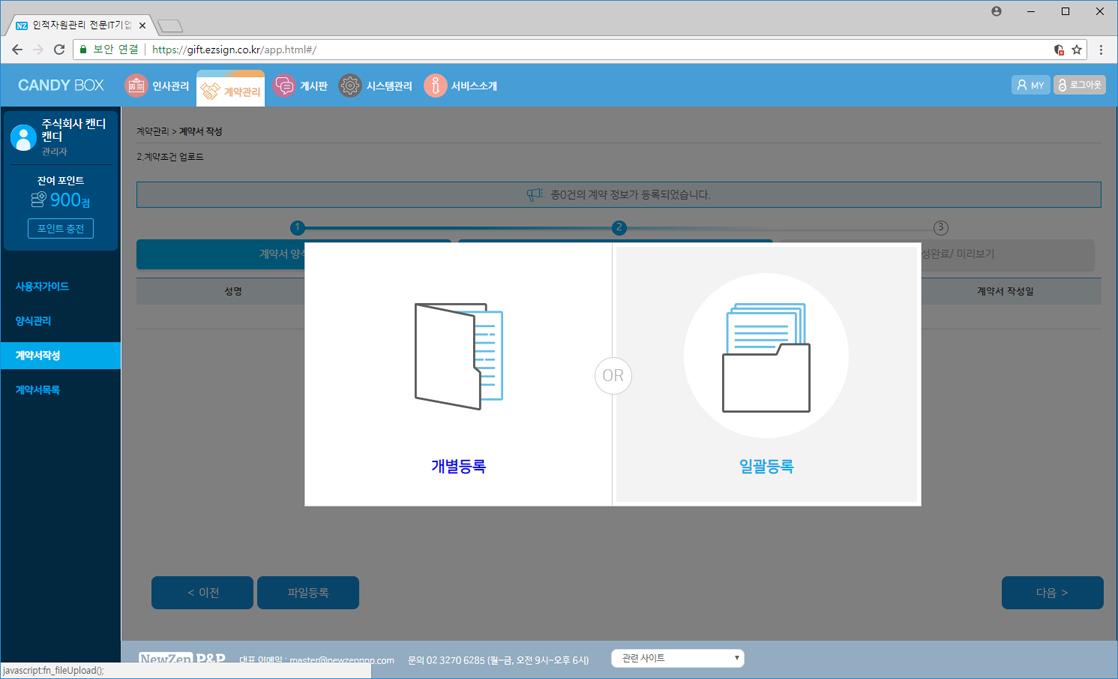 NZ 인적자원관리 전문IT기업
보안 연결 https://gift.ezsign.co.kr/app.html#/
CANDY BOX 인사관리 계약관리 게시판 시스템관리 서비스소개 MY 로그아웃
주식회사 캔디
캔디
관리자
잔여 포인트
900점
포인트 충전
사용자가이드
양식관리
계약서작성
계약서목록
계약관리 > 계약서 작성
2.계약조건 업로드
총0건의 계약 정보가 등록되었습니다.
1 2 3
계약서 양식
성완료/ 미리보기
성명 계약서 작성일
OR
개별등록 일괄등록
< 이전 파일등록 다음 >
NewZen P&P 대표 이메일 : master@newzenpnp.com 문의 02 3270 6285 (월~금, 오전 9시~오후 6시) 관련 사이트
javascript:fn_fileUpload();